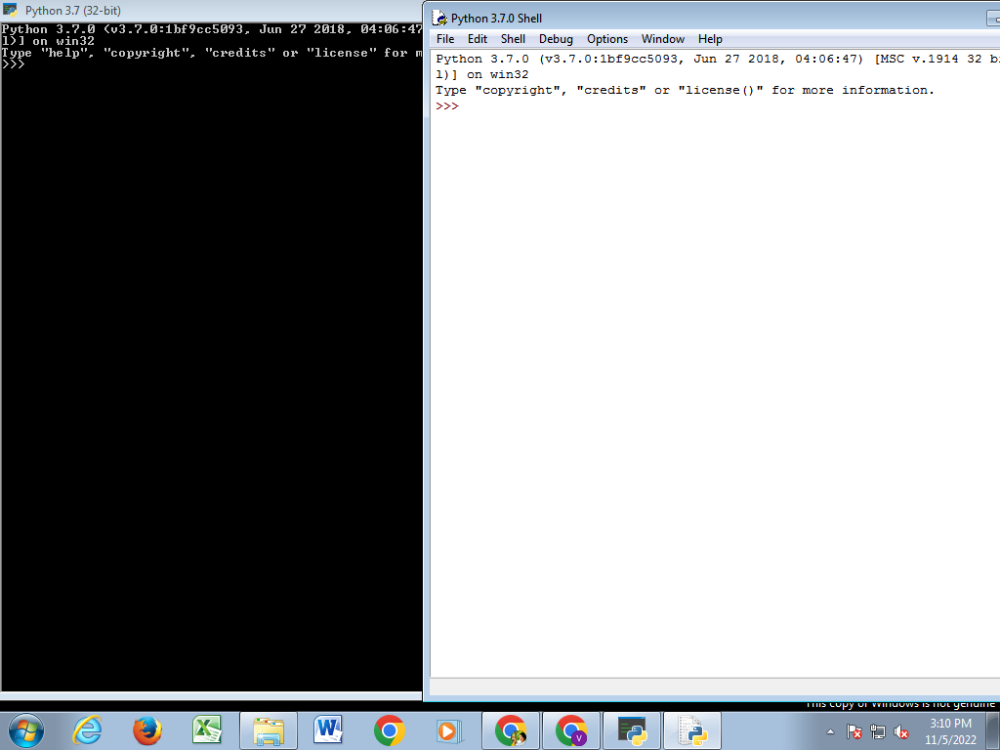 Python 3.7 (32-bit)
Python 3.7.0 (v3.7.0:1bf9cc5093, Jun 27 2018, 04:06:47
l)] on win32
Type "help", "copyright", "credits" or "license" for m
>>>
Python 3.7.0 Shell
File Edit Shell Debug Options Window Help
Python 3.7.0 (v3.7.0:1bf9cc5093, Jun 27 2018, 04:06:47) [MSC v.1914 32 bi
l)] on win32
Type "copyright", "credits" or "license()" for more information.
>>>
This copy of Windows is not genuine
3:10 PM
11/5/2022